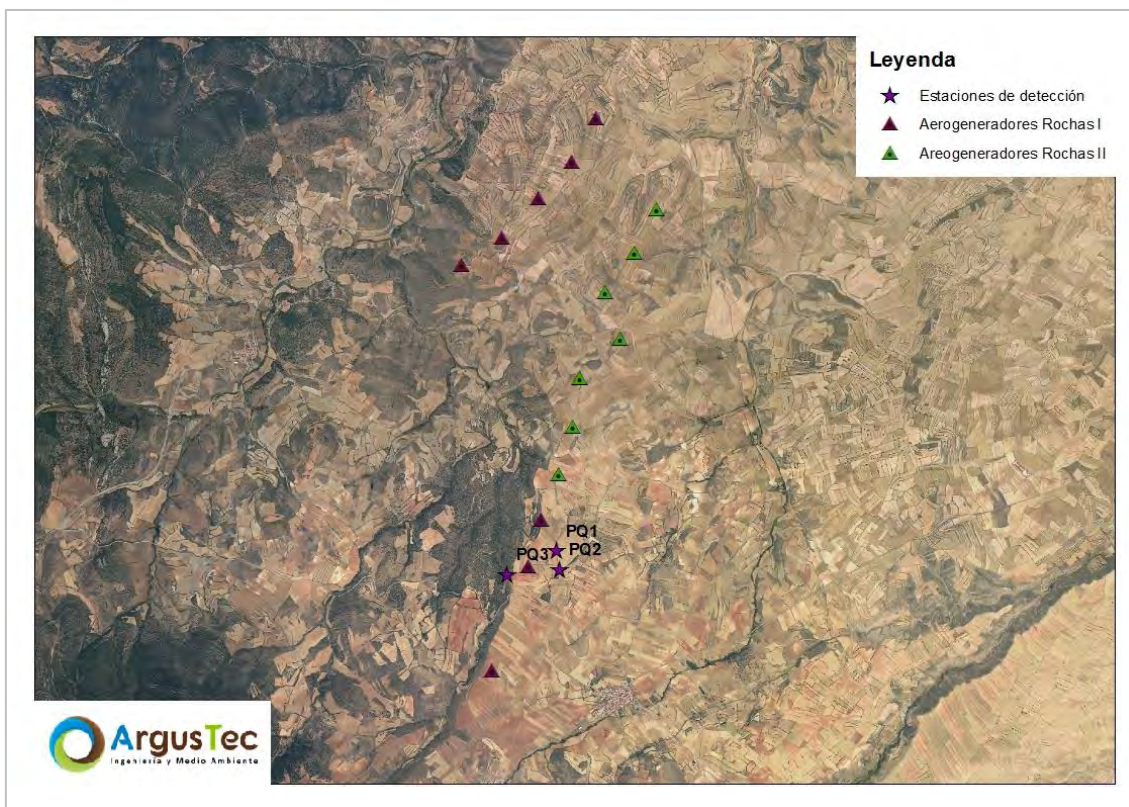 Leyenda
Estaciones de detección
Aerogeneradores Rochas I
Areogeneradores Rochas II
PQ1
PQ2
PQ3
ArgusTec
Ingeniería y Medio Ambiente